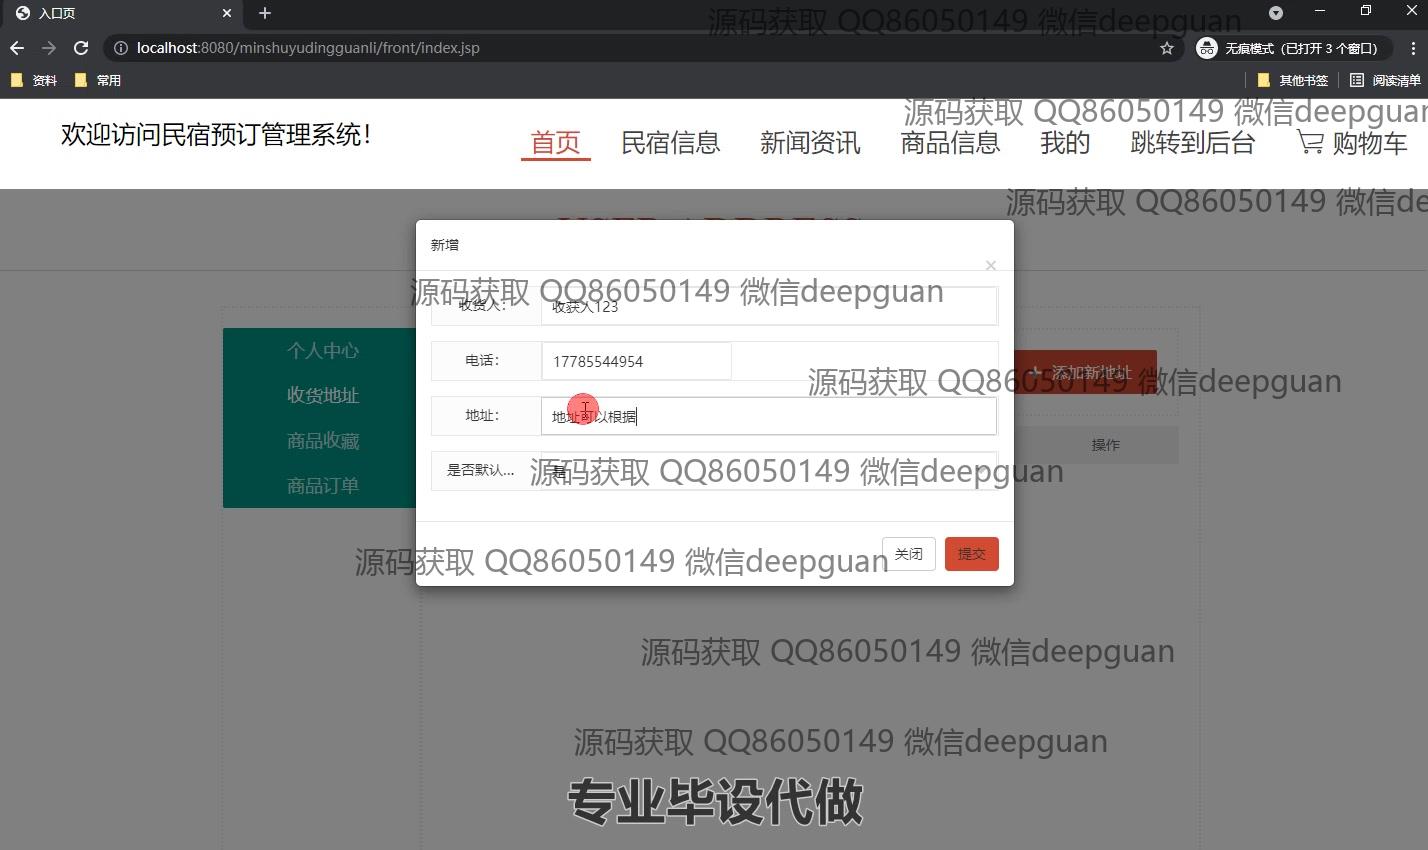 入口页
localhost:8080/minshuyudingguanli/front/index.jsp
无痕模式（已打开 3 个窗口）
资料
常用
其他书签
阅读清单
源码获取 QQ86050149 微信deepguan
源码获取 QQ86050149 微信deepguan
欢迎访问民宿预订管理系统！
首页
民宿信息
新闻资讯
商品信息
我的
跳转到后台
购物车
源码获取 QQ86050149 微信de
USER ADDRESS
新增
×
源码获取 QQ86050149 微信deepguan
收货人：
收获人123
个人中心
收货地址
商品收藏
商品订单
电话：
17785544954
+ 添加新地址
源码获取 QQ86050149 微信deepguan
地址：
地址可以根据
操作
是否默认...
是
源码获取 QQ86050149 微信deepguan
关闭
提交
源码获取 QQ86050149 微信deepguan
源码获取 QQ86050149 微信deepguan
源码获取 QQ86050149 微信deepguan
专业毕设代做